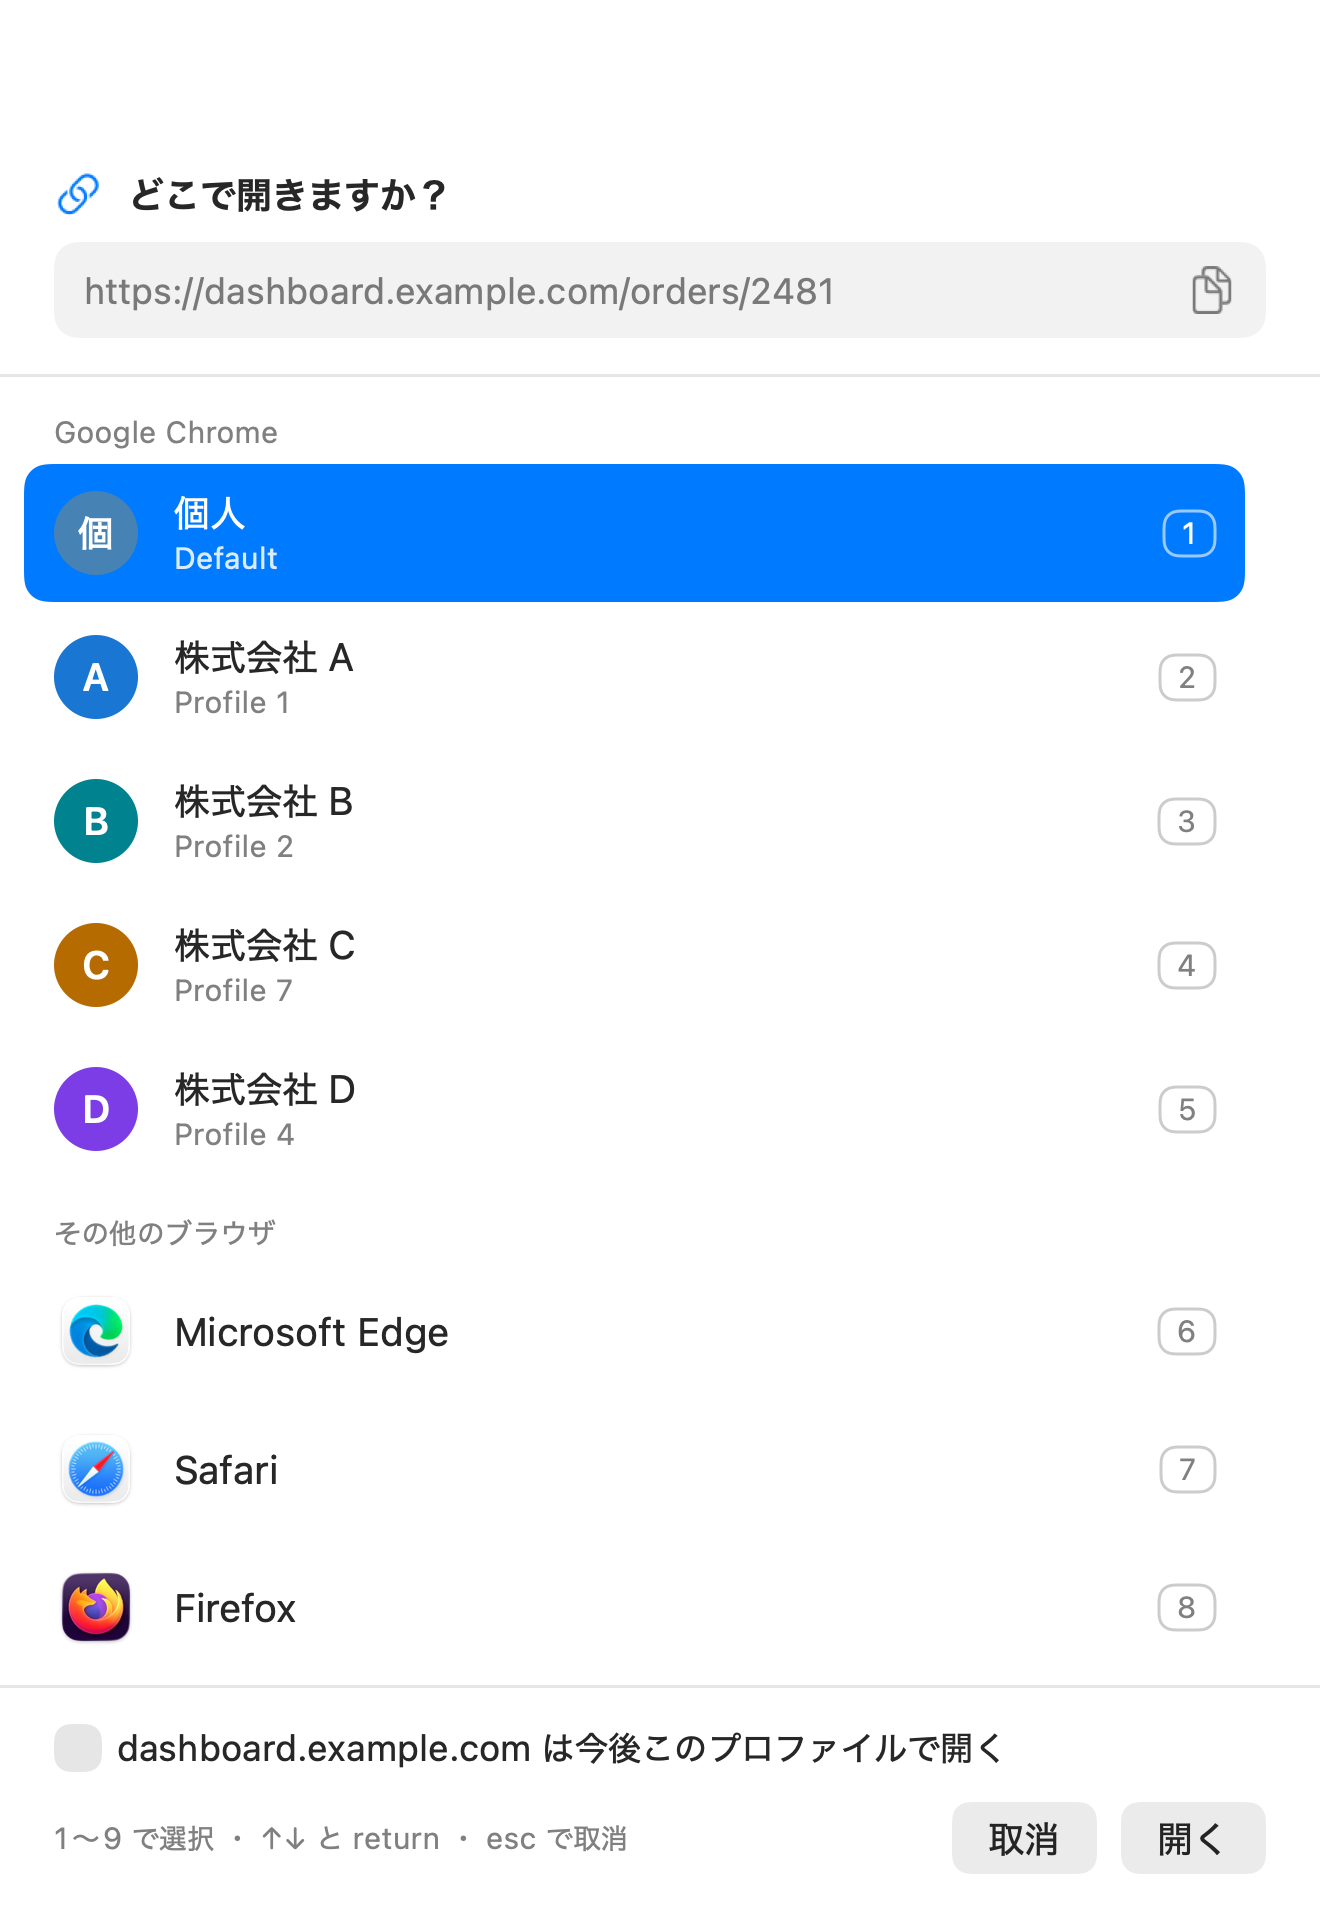 どこで開きますか？
https://dashboard.example.com/orders/2481
Google Chrome
個
個人
Default
1
A
株式会社 A
Profile 1
2
B
株式会社 B
Profile 2
3
C
株式会社 C
Profile 7
4
D
株式会社 D
Profile 4
5
その他のブラウザ
Microsoft Edge
6
Safari
7
Firefox
8
dashboard.example.com は今後このプロファイルで開く
1〜9 で選択 ・ ↑↓ と return ・ esc で取消
取消
開く